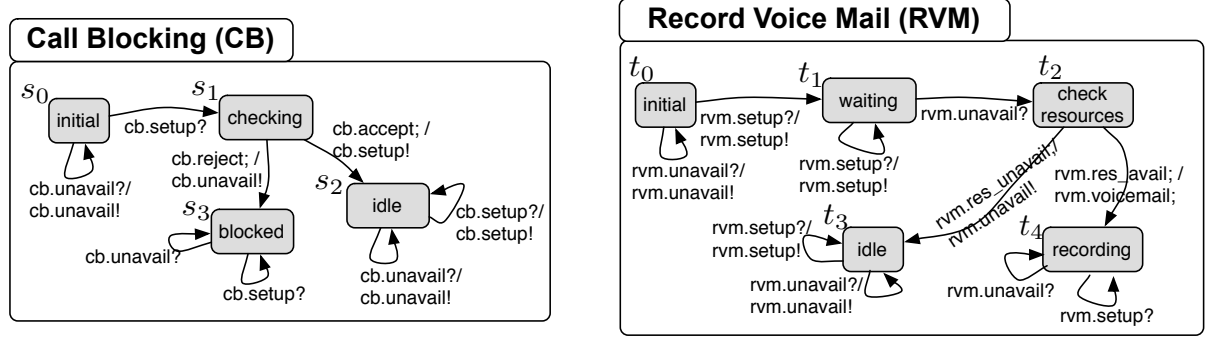 Call Blocking (CB)
s0
initial
cb.setup?
cb.unavail?/
cb.unavail!
s1
checking
cb.accept; /
cb.setup!
cb.reject; /
cb.unavail!
s2
idle
cb.setup?/
cb.setup!
cb.unavail?/
cb.unavail!
s3
blocked
cb.unavail?
cb.setup?
Record Voice Mail (RVM)
t0
initial
rvm.setup?/
rvm.setup!
rvm.unavail?/
rvm.unavail!
t1
waiting
rvm.unavail?
rvm.setup?/
rvm.setup!
t2
check
resources
rvm.res_unavail;/
rvm.unavail!
rvm.res_avail; /
rvm.voicemail;
t3
idle
rvm.setup?/
rvm.setup!
rvm.unavail?/
rvm.unavail!
t4
recording
rvm.unavail?
rvm.setup?